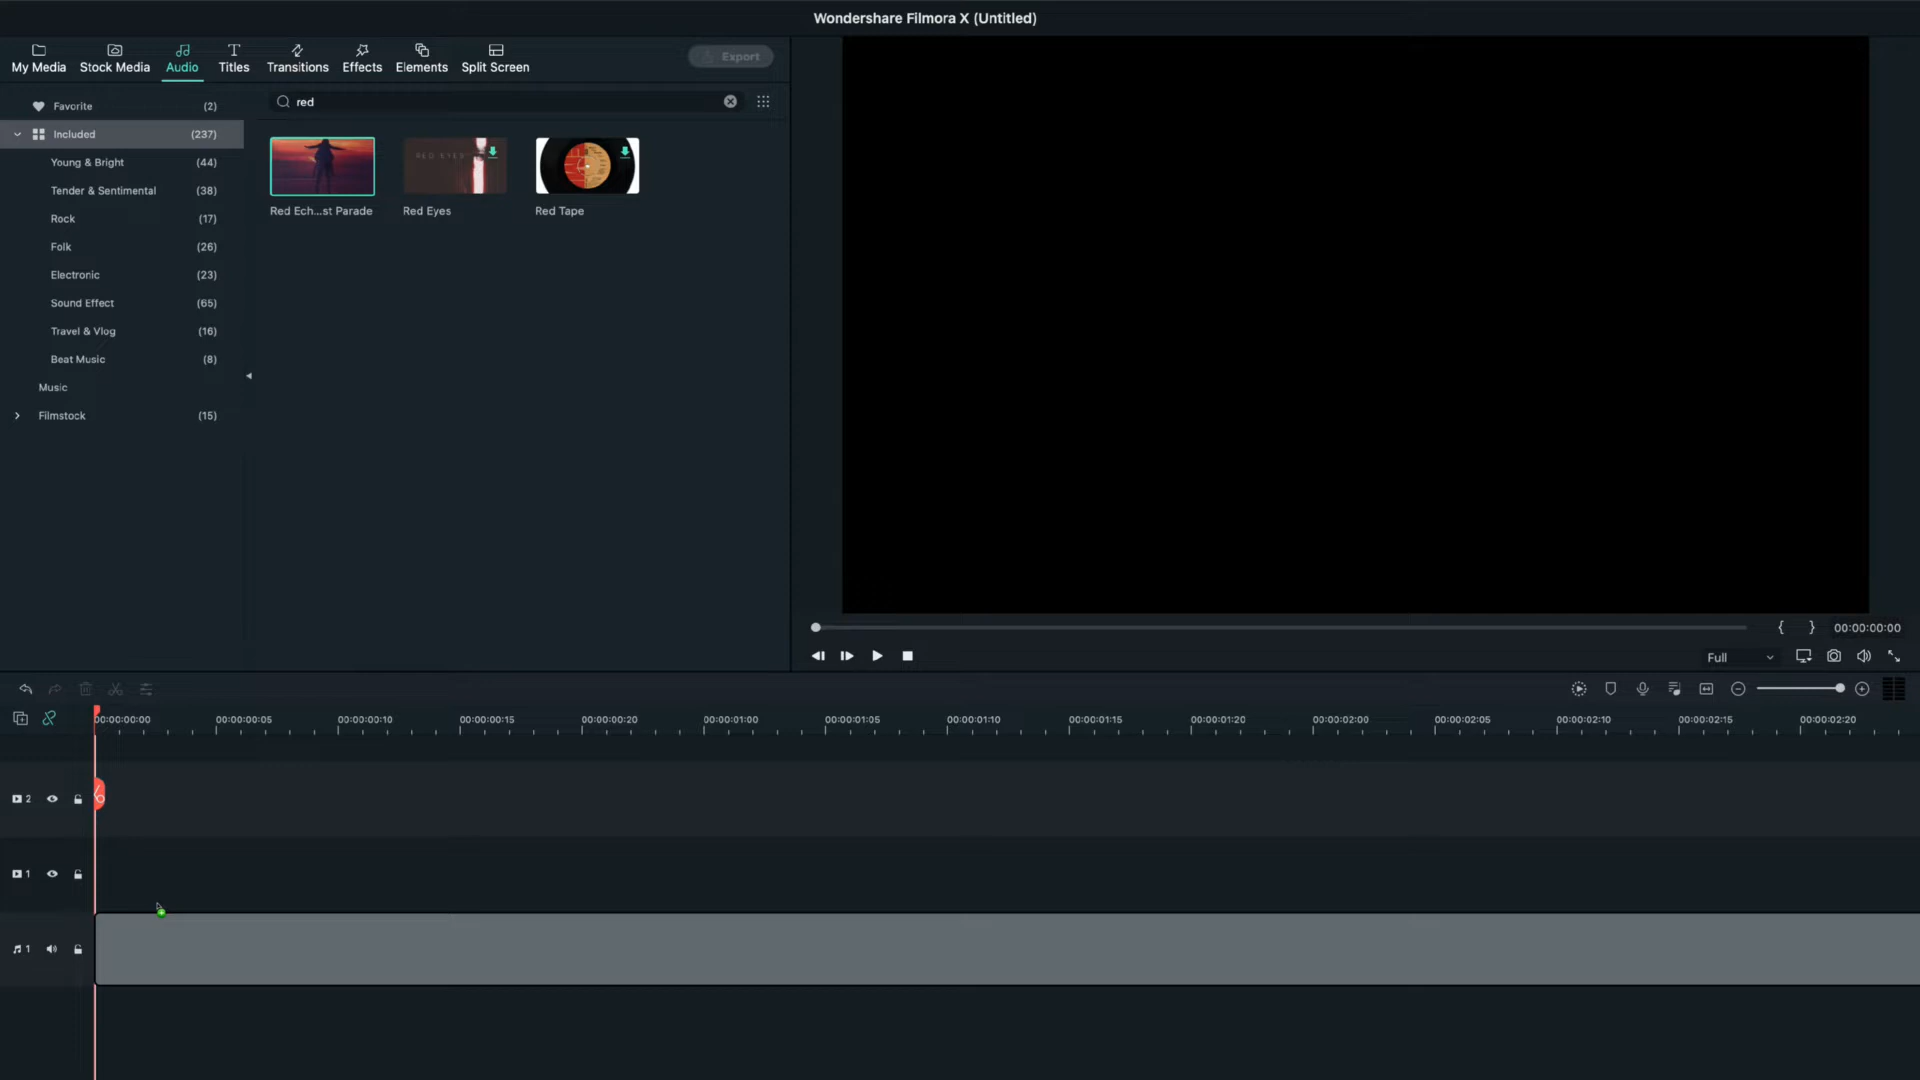 Wondershare Filmora X (Untitled)
My Media
Stock Media
Audio
Titles
Transitions
Effects
Elements
Split Screen
Export
Favorite (2)
Included (237)
Young & Bright (44)
Tender & Sentimental (38)
Rock (17)
Folk (26)
Electronic (23)
Sound Effect (65)
Travel & Vlog (16)
Beat Music (8)
Music
Filmstock (15)
red
RED EYES
Red Ech...st Parade
Red Eyes
Red Tape
{ } 00:00:00:00
Full
00:00:00:00 00:00:00:05 00:00:00:10 00:00:00:15 00:00:00:20 00:00:01:00 00:00:01:05 00:00:01:10 00:00:01:15 00:00:01:20 00:00:02:00 00:00:02:05 00:00:02:10 00:00:02:15 00:00:02:20
2
1
1